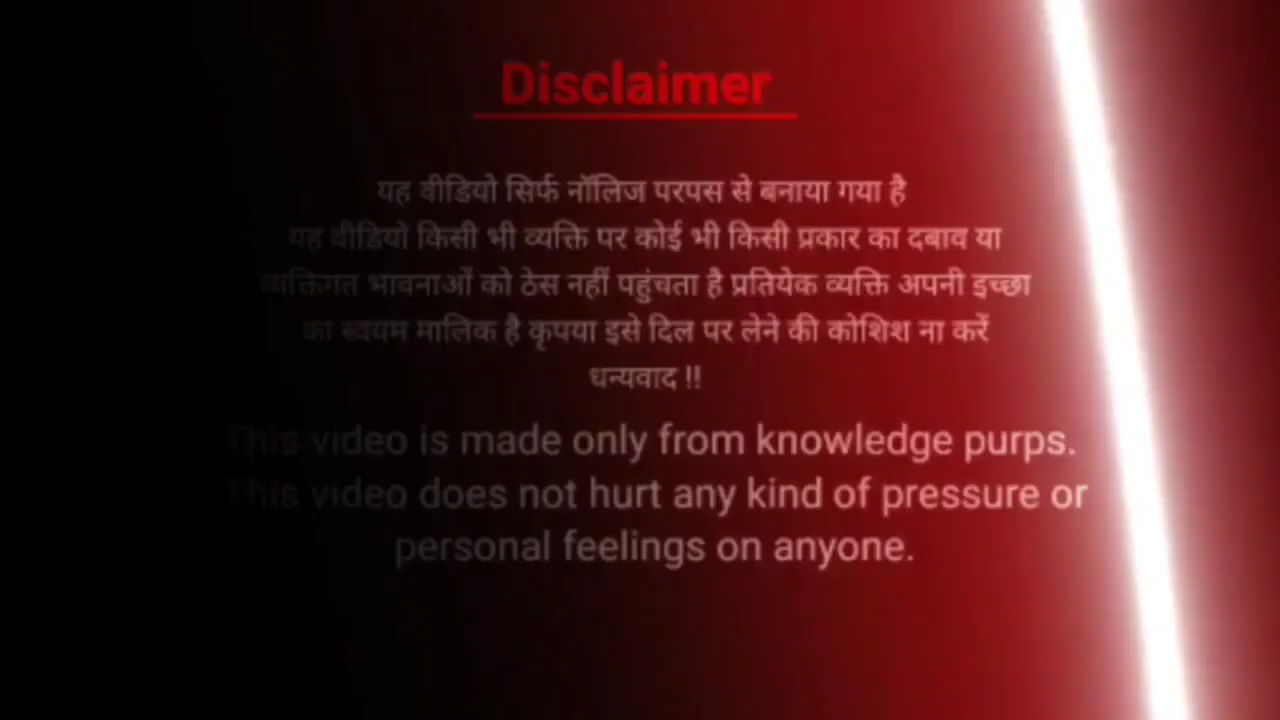 Disclaimer
यह वीडियो सिर्फ नॉलिज परपस से बनाया गया है
यह वीडियो किसी भी व्यक्ति पर कोई भी किसी प्रकार का दबाव या
व्यक्तिगत भावनाओं को ठेस नहीं पहुंचता है प्रतियेक व्यक्ति अपनी इच्छा
का स्वयम मालिक है कृपया इसे दिल पर लेने की कोशिश ना करें
धन्यवाद !!
This video is made only from knowledge purps.
This video does not hurt any kind of pressure or
personal feelings on anyone.